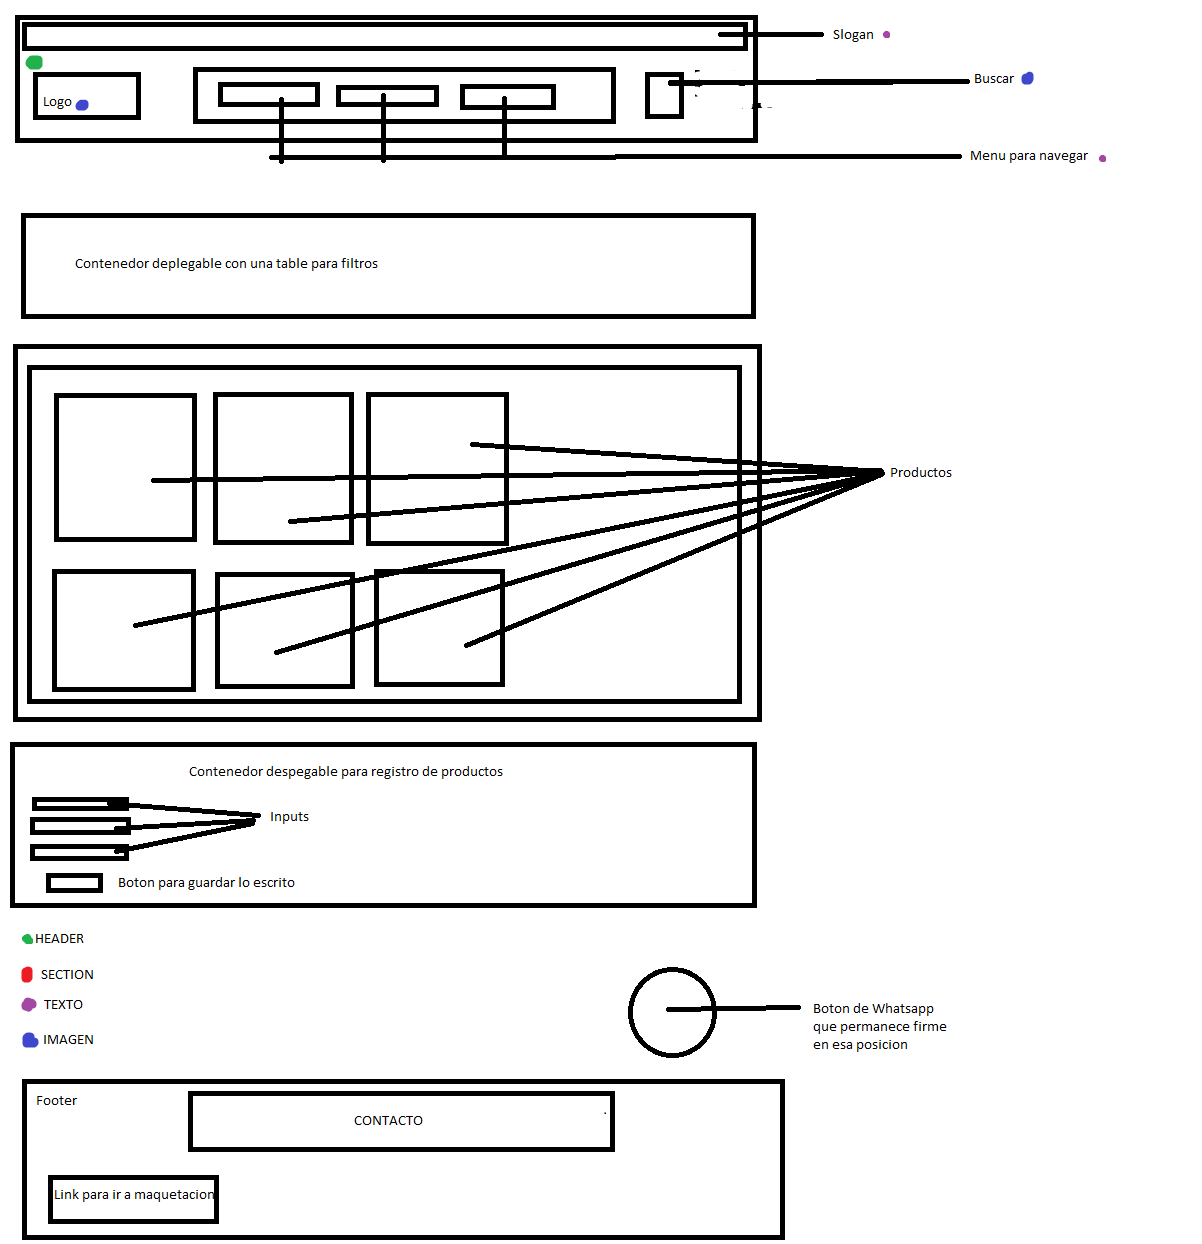 Slogan
Logo
Buscar
Menu para navegar
Contenedor deplegable con una table para filtros
Productos
Contenedor despegable para registro de productos
Inputs
Boton para guardar lo escrito
HEADER
SECTION
TEXTO
IMAGEN
Boton de Whatsapp
que permanece firme
en esa posicion
Footer
CONTACTO
Link para ir a maquetacion